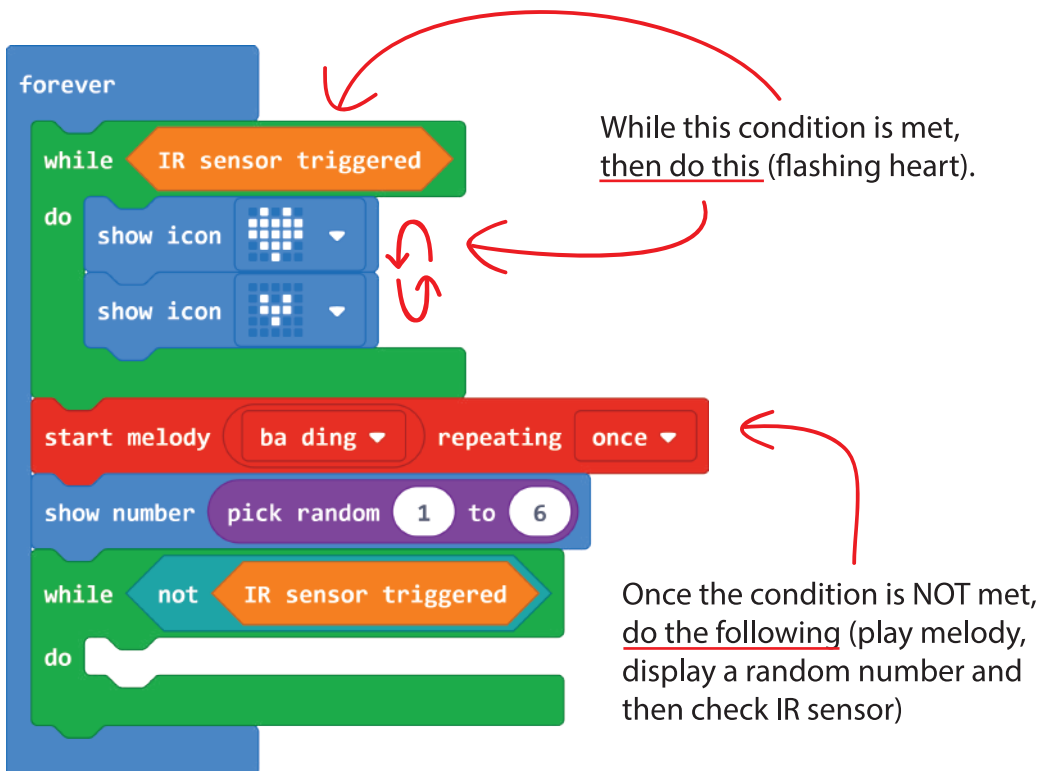 forever
while IR sensor triggered
do
show icon
show icon
start melody ba ding repeating once
show number pick random 1 to 6
while not IR sensor triggered
do
While this condition is met,
then do this (flashing heart).
Once the condition is NOT met,
do the following (play melody,
display a random number and
then check IR sensor)